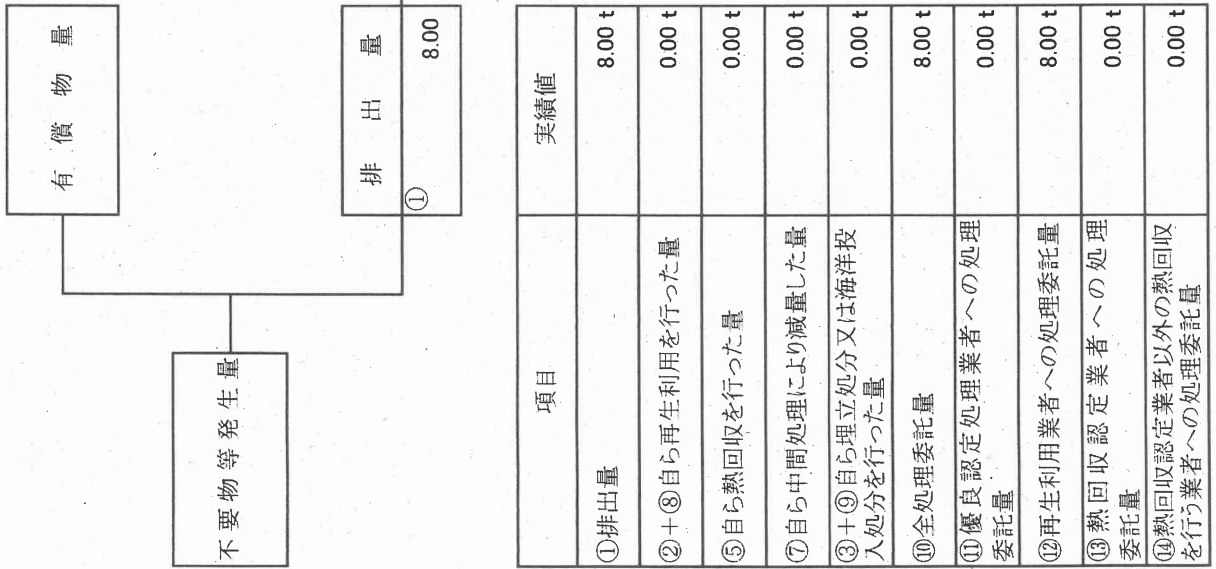 不要物等発生量
有償物量
排出量
① 8.00
項目 実績値
①排出量 8.00 t
②+⑧自ら再生利用を行った量 0.00 t
⑤自ら熱回収を行った量 0.00 t
⑦自ら中間処理により減量した量 0.00 t
③+⑨自ら埋立処分又は海洋投
入処分を行った量 0.00 t
⑩全処理委託量 8.00 t
⑪優良認定処理業者への処理
委託量 0.00 t
⑫再生利用業者への処理委託量 8.00 t
⑬熱回収認定業者への処理
委託量 0.00 t
⑭熱回収認定業者以外の熱回収
を行う業者への処理委託量 0.00 t